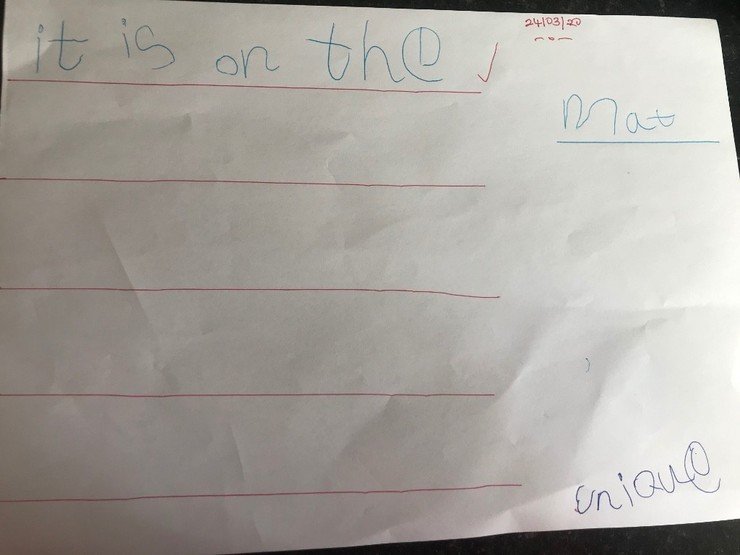 24/03/20
it is on the
Mat
unique